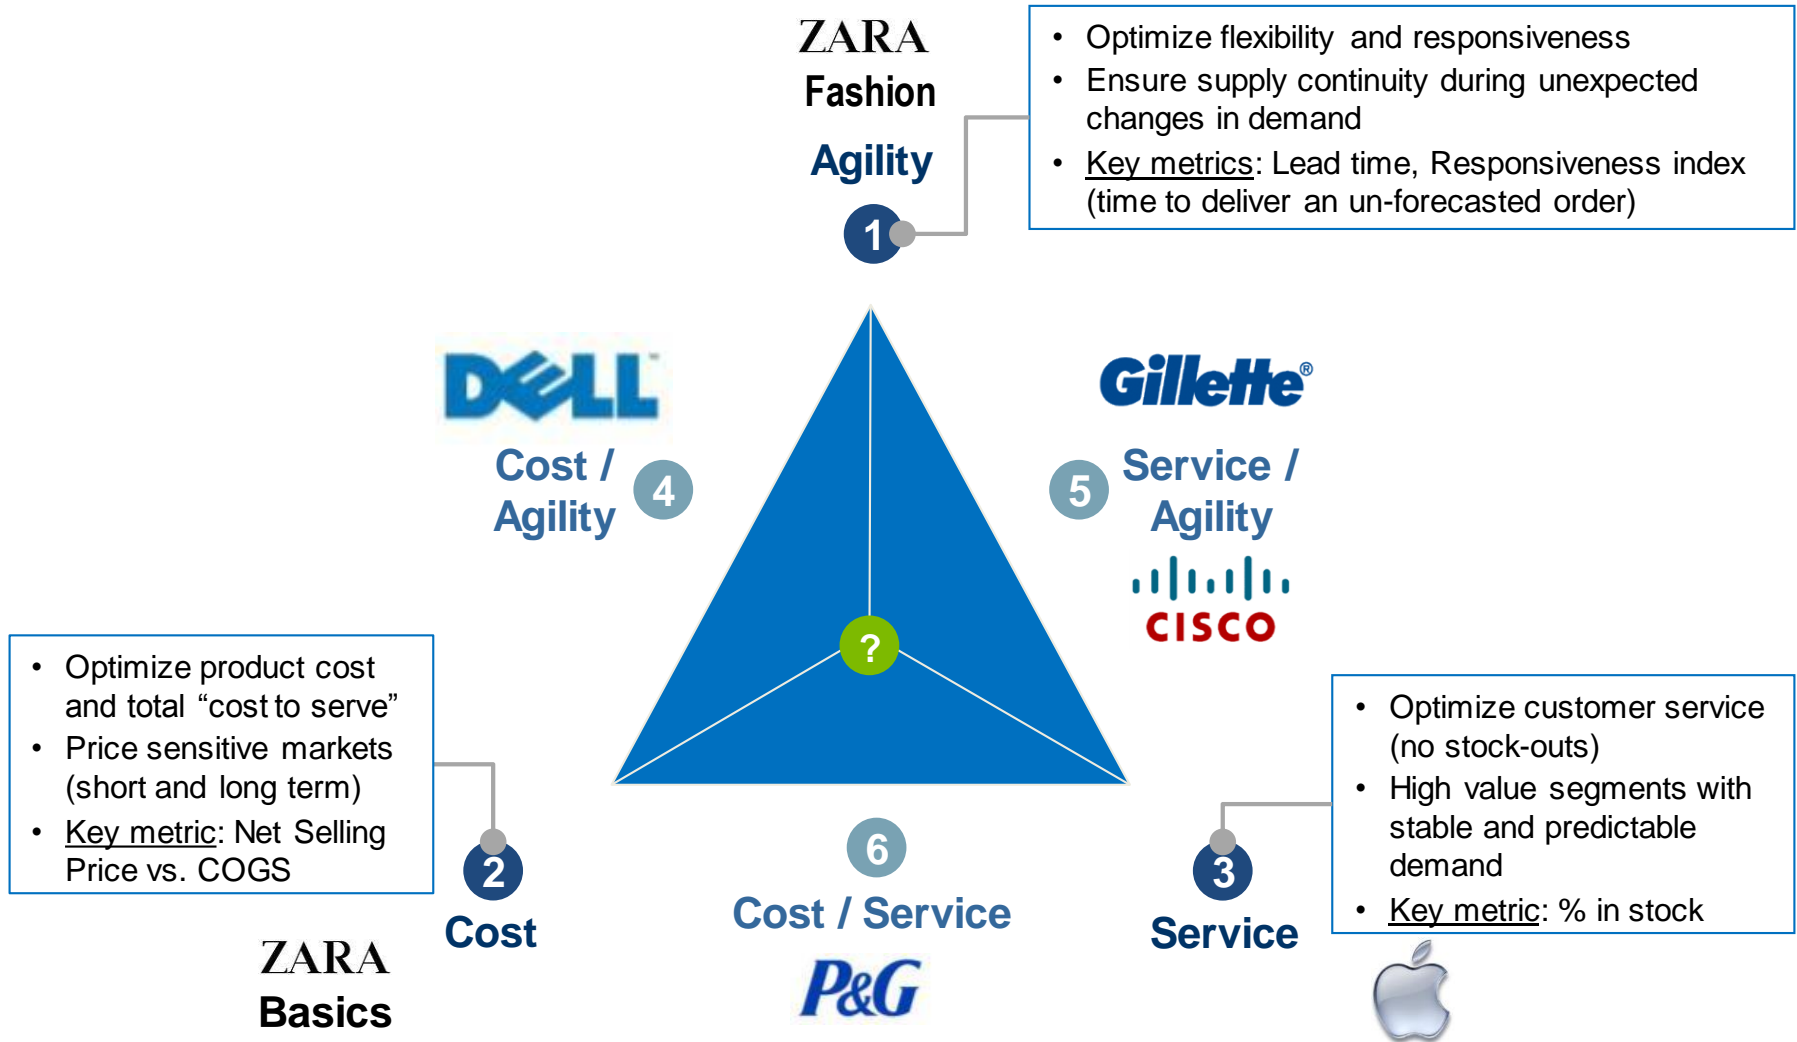 ZARA
Fashion
Agility
1
• Optimize flexibility and responsiveness
• Ensure supply continuity during unexpected
changes in demand
• Key metrics: Lead time, Responsiveness index
(time to deliver an un-forecasted order)
DELL™
Cost /
Agility
4
Gillette®
5
Service /
Agility
CISCO
?
• Optimize product cost
and total “cost to serve”
• Price sensitive markets
(short and long term)
• Key metric: Net Selling
Price vs. COGS
2
Cost
ZARA
Basics
6
Cost / Service
P&G
• Optimize customer service
(no stock-outs)
• High value segments with
stable and predictable
demand
• Key metric: % in stock
3
Service